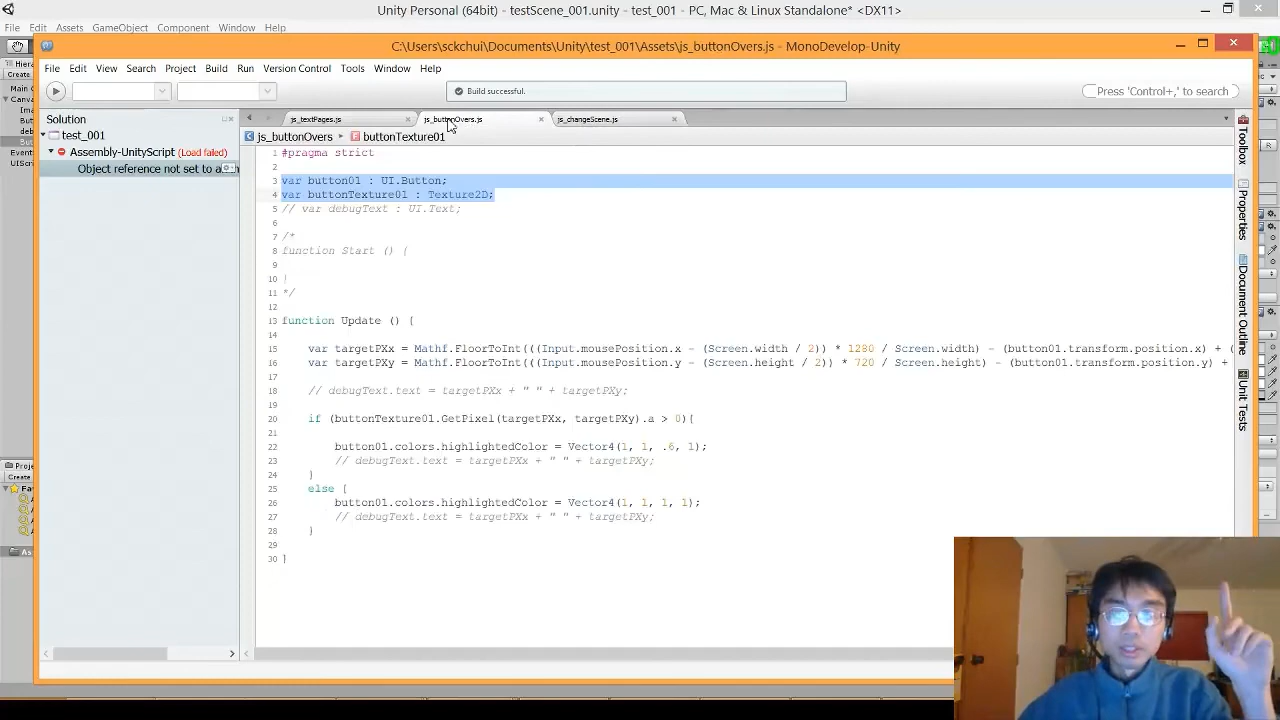 Unity Personal (64bit) - testScene_001.unity - test_001 - PC, Mac & Linux Standalone* <DX11>
File Edit Assets GameObject Component Window Help
C:\Users\sckchui\Documents\Unity\test_001\Assets\js_buttonOvers.js - MonoDevelop-Unity
File Edit View Search Project Build Run Version Control Tools Window Help
Build successful.
Press 'Control+,' to search
Solution
js_textPages.js
js_buttonOvers.js
js_changeScene.js
test_001
js_buttonOvers
buttonTexture01
Assembly-UnityScript (Load failed)
Object reference not set to a
1 #pragma strict
2
3 var button01 : UI.Button;
4 var buttonTexture01 : Texture2D;
5 // var debugText : UI.Text;
6
7 /*
8 function Start () {
9
10 }
11 */
12
13 function Update () {
14
15 var targetPXx = Mathf.FloorToInt(((Input.mousePosition.x - (Screen.width / 2)) * 1280 / Screen.width) - (button01.transform.position.x) + (
16 var targetPXy = Mathf.FloorToInt(((Input.mousePosition.y - (Screen.height / 2)) * 720 / Screen.height) - (button01.transform.position.y) +
17
18 // debugText.text = targetPXx + " " + targetPXy;
19
20 if (buttonTexture01.GetPixel(targetPXx, targetPXy).a > 0){
21
22 button01.colors.highlightedColor = Vector4(1, 1, .6, 1);
23 // debugText.text = targetPXx + " " + targetPXy;
24 }
25 else {
26 button01.colors.highlightedColor = Vector4(1, 1, 1, 1);
27 // debugText.text = targetPXx + " " + targetPXy;
28 }
29
30 }
Toolbox
Properties
Document Outline
Unit Tests
Create
Main C
Canva
Event
UIScri
Proje
Create
Fa
As